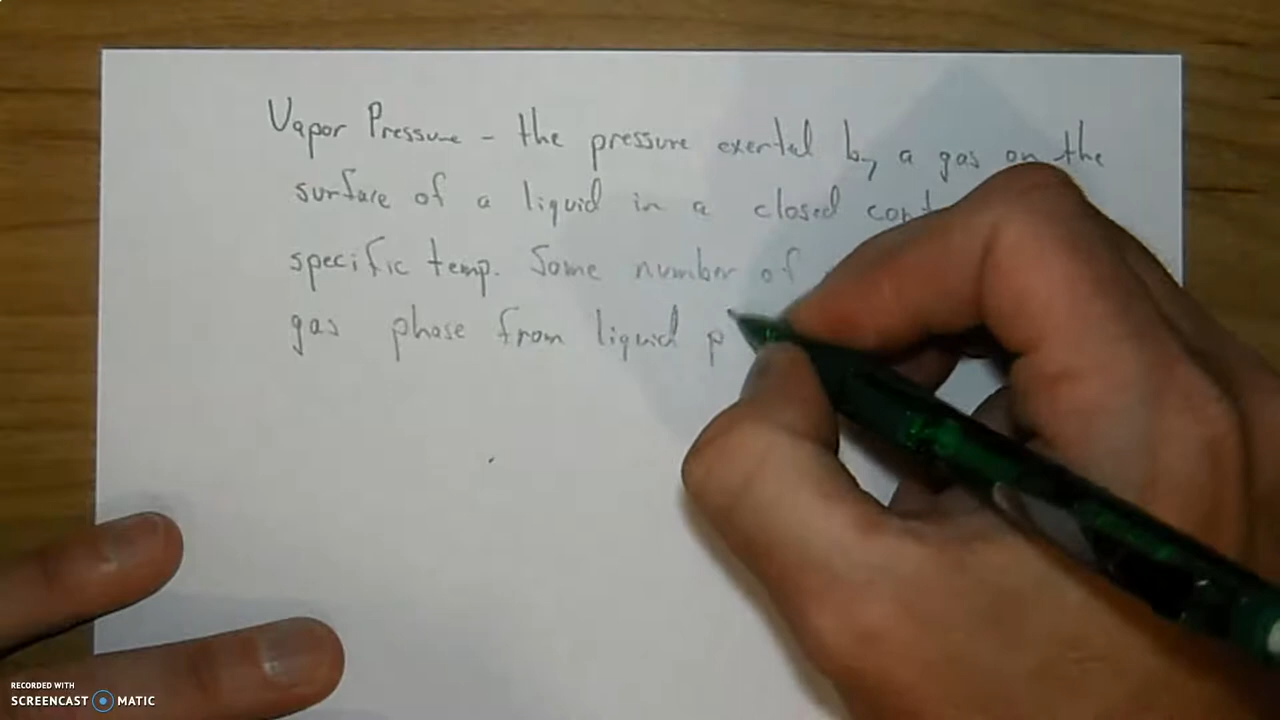 Vapor Pressure - the pressure exerted by a gas on the
surface of a liquid in a closed
specific temp. Some number of
gas phase from liquid p
RECORDED WITH
SCREENCAST MATIC